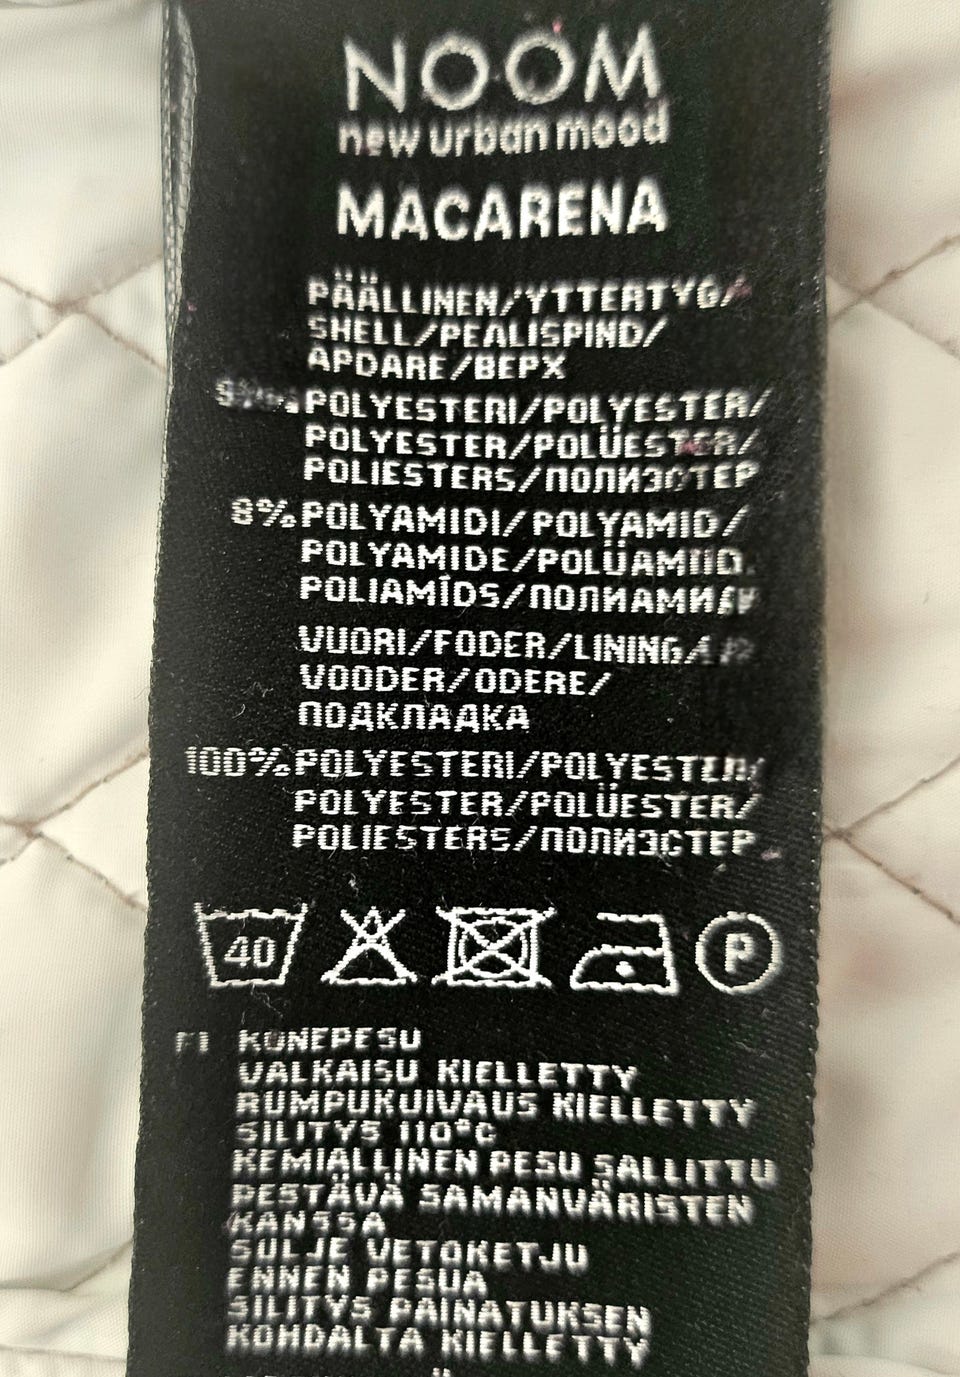 NOOM
new urban mood
MACARENA
PÄÄLLINEN/YTTERTYG/
SHELL/PEALISPIND/
APDARE/ВЕРХ
POLYESTERI/POLYESTER/
POLYESTER/POLÜESTER/
POLIESTERS/ПОЛИЭСТЕР
8% POLYAMIDI/POLYAMID/
POLYAMIDE/POLÜAMIID
POLIAMĪDS/ПОЛИАМИД
VUORI/FODER/LINING/
VOODER/ODERE/
ПОДКЛАДКА
100% POLYESTERI/POLYESTER/
POLYESTER/POLÜESTER/
POLIESTERS/ПОЛИЭСТЕР
40 P
FI KONEPESU
VALKAISU KIELLETTY
RUMPUKUIVAUS KIELLETTY
SILITYS 110°C
KEMIALLINEN PESU SALLITTU
PESTÄVÄ SAMANVÄRISTEN
KANSSA
SULJE VETOKETJU
ENNEN PESUA
SILITYS PAINATUKSEN
KOHDALTA KIELLETTY